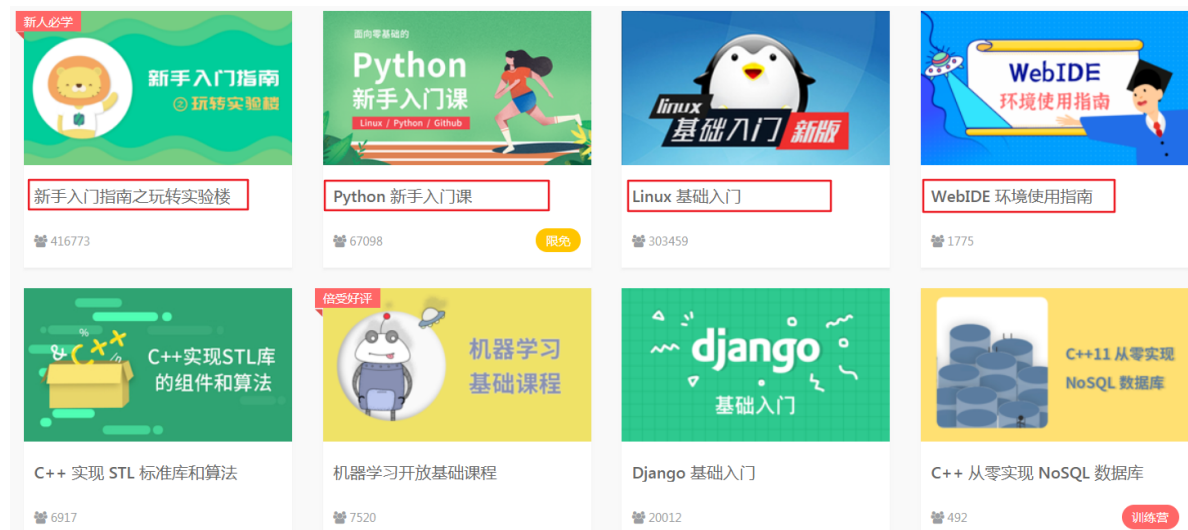 新人必学
新手入门指南
②玩转实验楼
面向零基础的
Python
新手入门课
Linux / Python / Github
linux
基础入门 新版
WebIDE
环境使用指南
新手入门指南之玩转实验楼
Python 新手入门课
Linux 基础入门
WebIDE 环境使用指南
416773
67098
限免
303459
1775
% C++ & /n
C++实现STL库
的组件和算法
倍受好评
机器学习
基础课程
django
基础入门
C++11 从零实现
NoSQL 数据库
C++ 实现 STL 标准库和算法
机器学习开放基础课程
Django 基础入门
C++ 从零实现 NoSQL 数据库
6917
7520
20012
492
训练营